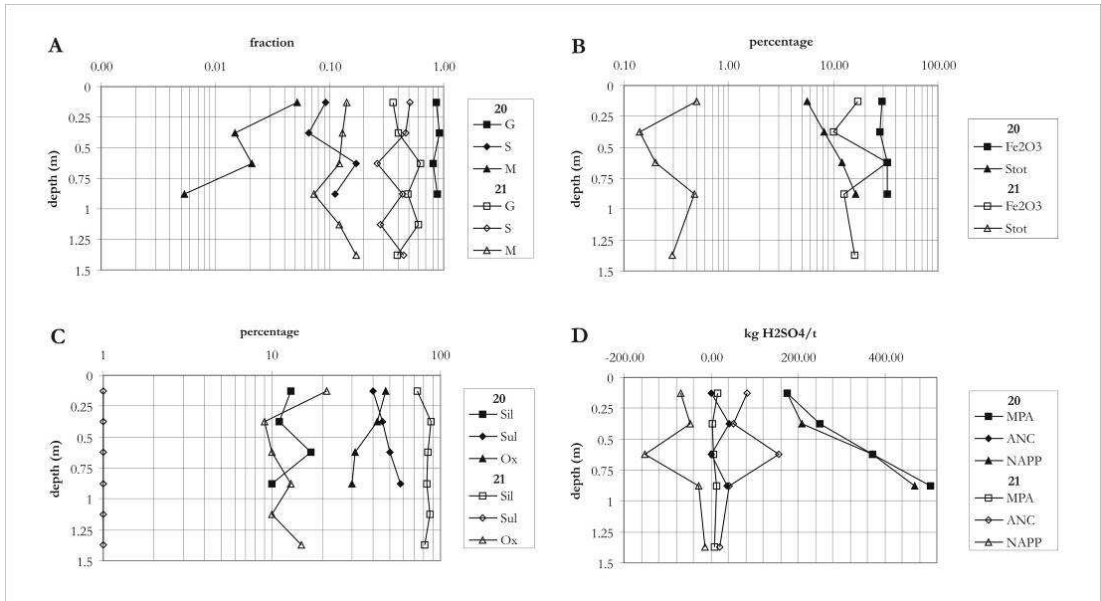 A
fraction
0.00 0.01 0.10 1.00
depth (m)
0
0.25
0.5
0.75
1
1.25
1.5
20
G
S
M
21
G
S
M
B
percentage
0.10 1.00 10.00 100.00
depth (m)
0
0.25
0.5
0.75
1
1.25
1.5
20
Fe2O3
Stot
21
Fe2O3
Stot
C
percentage
1 10 100
depth (m)
0
0.25
0.5
0.75
1
1.25
1.5
20
Sil
Sul
Ox
21
Sil
Sul
Ox
D
kg H2SO4/t
-200.00 0.00 200.00 400.00
depth (m)
0
0.25
0.5
0.75
1
1.25
1.5
20
MPA
ANC
NAPP
21
MPA
ANC
NAPP